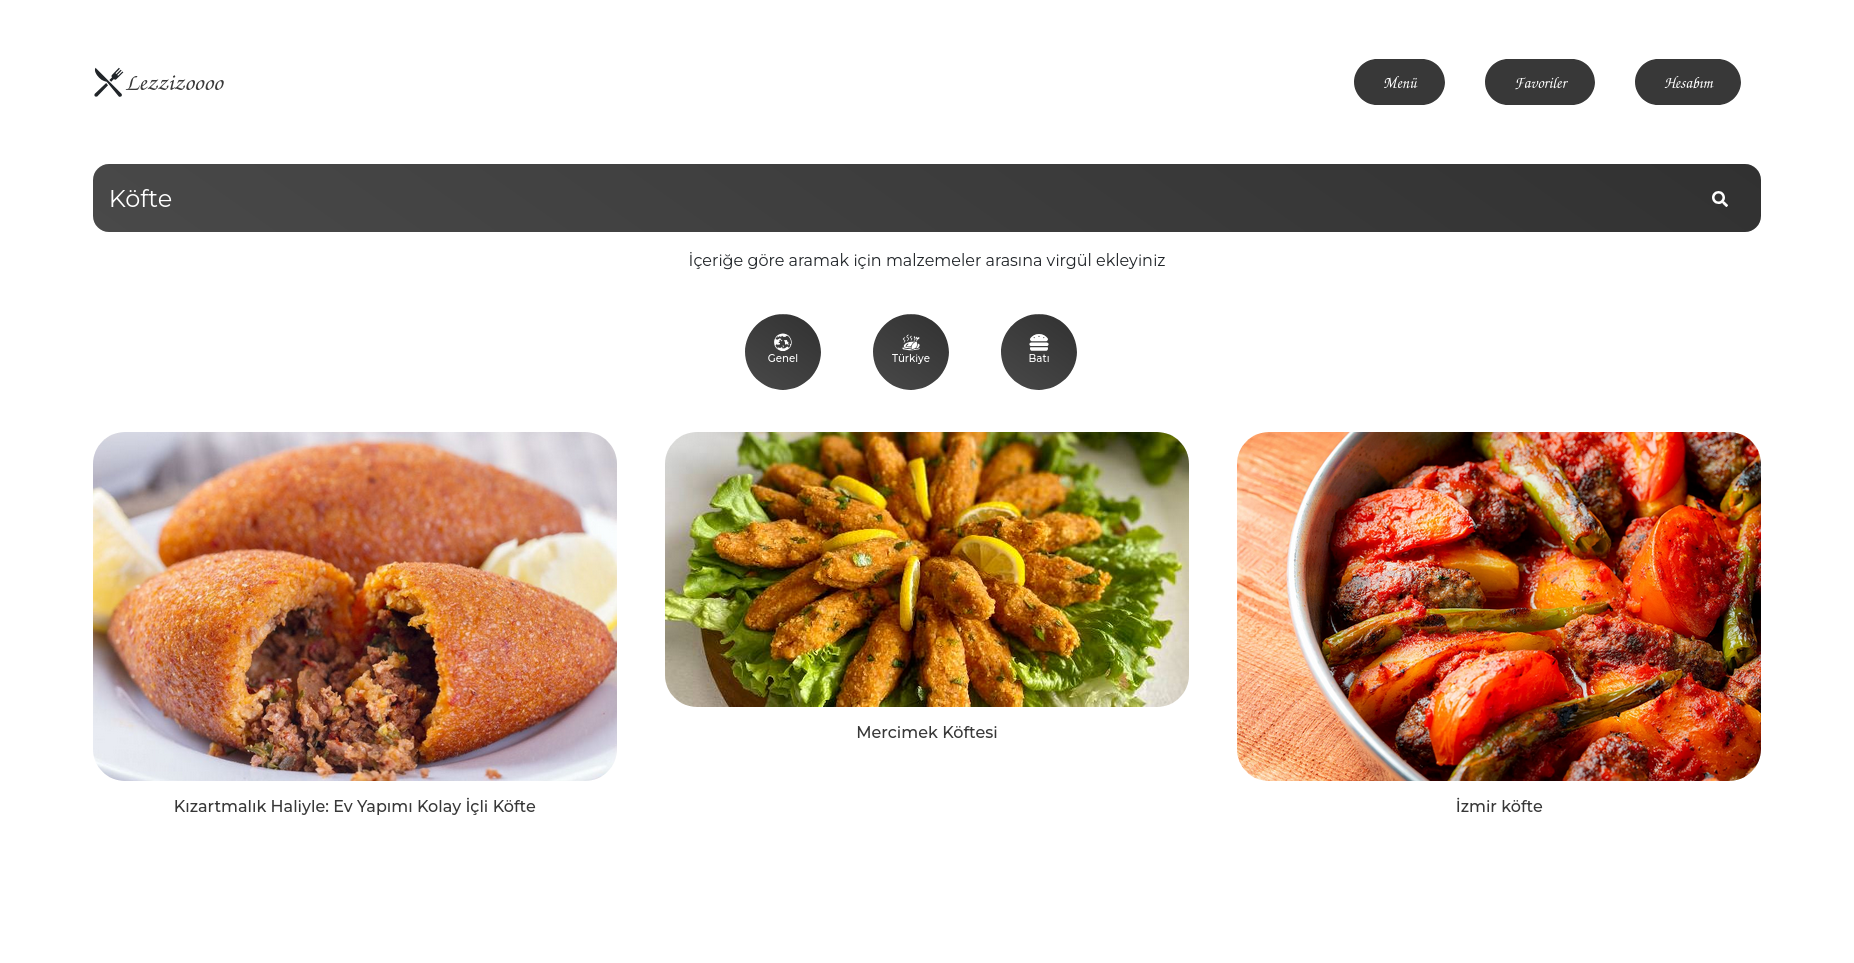 Lezzizoooo
Menü
Favoriler
Hesabım
Köfte
İçeriğe göre aramak için malzemeler arasına virgül ekleyiniz
Genel
Türkiye
Batı
Kızartmalık Haliyle: Ev Yapımı Kolay İçli Köfte
Mercimek Köftesi
İzmir köfte